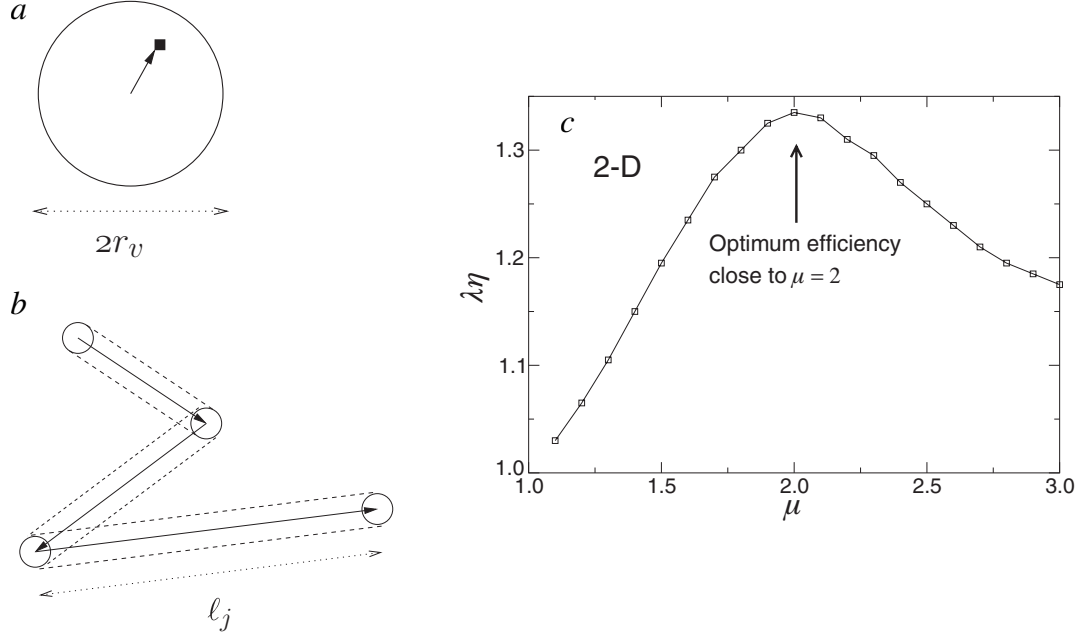 a
2r_v
b
ℓ_j
c
2-D
Optimum efficiency
close to μ = 2
λη
1.3
1.2
1.1
1.0
1.0 1.5 2.0 2.5 3.0
μ